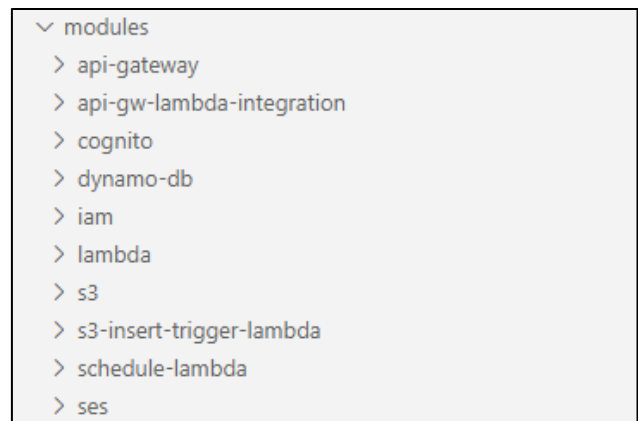 modules
api-gateway
api-gw-lambda-integration
cognito
dynamo-db
iam
lambda
s3
s3-insert-trigger-lambda
schedule-lambda
ses